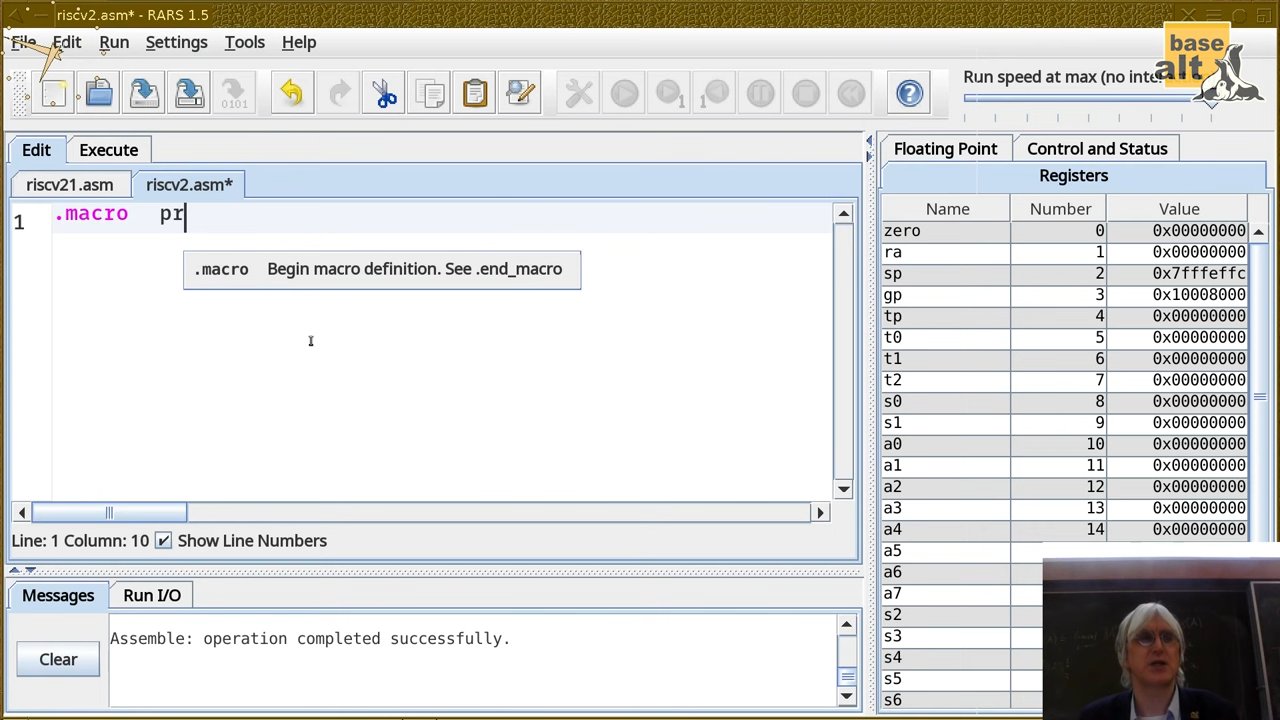 riscv2.asm* - RARS 1.5
File Edit Run Settings Tools Help
base
alt
Run speed at max (no inte
0101
1
1
Edit Execute
Floating Point Control and Status
riscv21.asm riscv2.asm*
Registers
1 .macro pr
.macro Begin macro definition. See .end_macro
Line: 1 Column: 10 Show Line Numbers
Messages Run I/O
Assemble: operation completed successfully.
Clear
Name Number Value
zero 0 0x00000000
ra 1 0x00000000
sp 2 0x7fffeffc
gp 3 0x10008000
tp 4 0x00000000
t0 5 0x00000000
t1 6 0x00000000
t2 7 0x00000000
s0 8 0x00000000
s1 9 0x00000000
a0 10 0x00000000
a1 11 0x00000000
a2 12 0x00000000
a3 13 0x00000000
a4 14 0x00000000
a5
a6
a7
s2
s3
s4
s5
s6